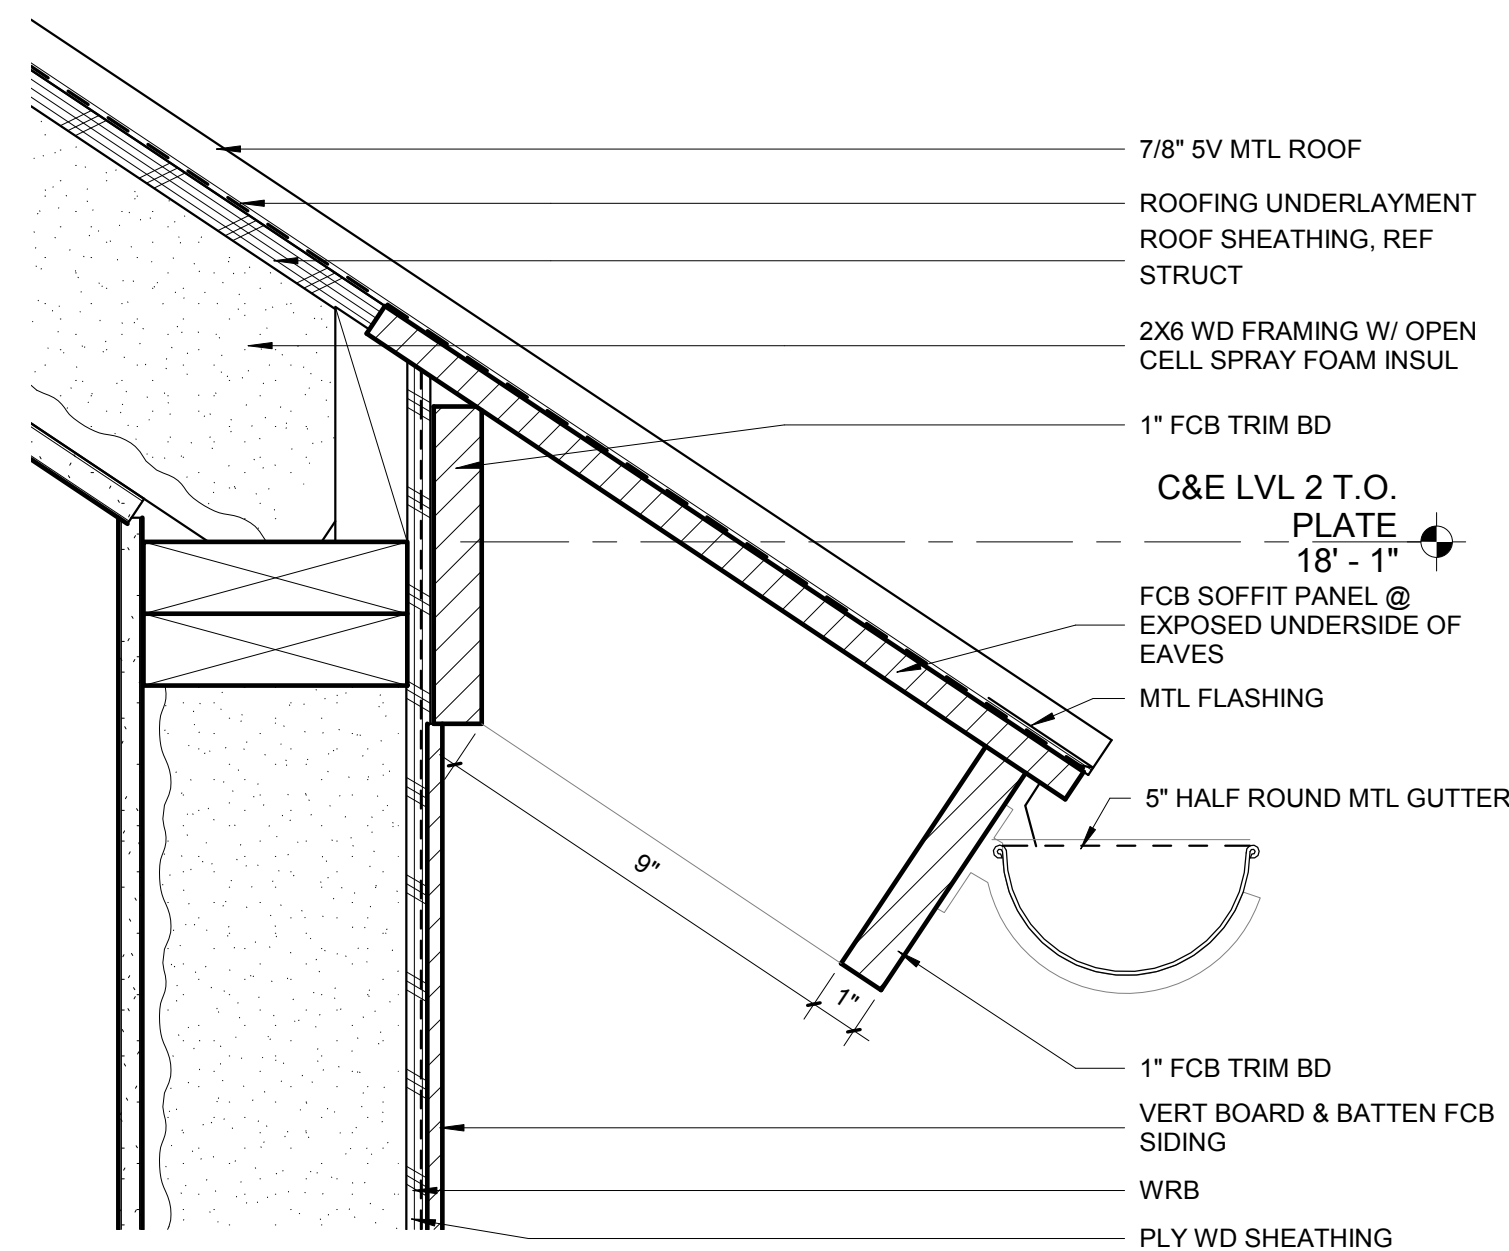 7/8" 5V MTL ROOF
ROOFING UNDERLAYMENT
ROOF SHEATHING, REF
STRUCT
2X6 WD FRAMING W/ OPEN
CELL SPRAY FOAM INSUL
1" FCB TRIM BD
C&E LVL 2 T.O.
PLATE
18' - 1"
FCB SOFFIT PANEL @
EXPOSED UNDERSIDE OF
EAVES
MTL FLASHING
5" HALF ROUND MTL GUTTER
9"
1"
1" FCB TRIM BD
VERT BOARD & BATTEN FCB
SIDING
WRB
PLY WD SHEATHING